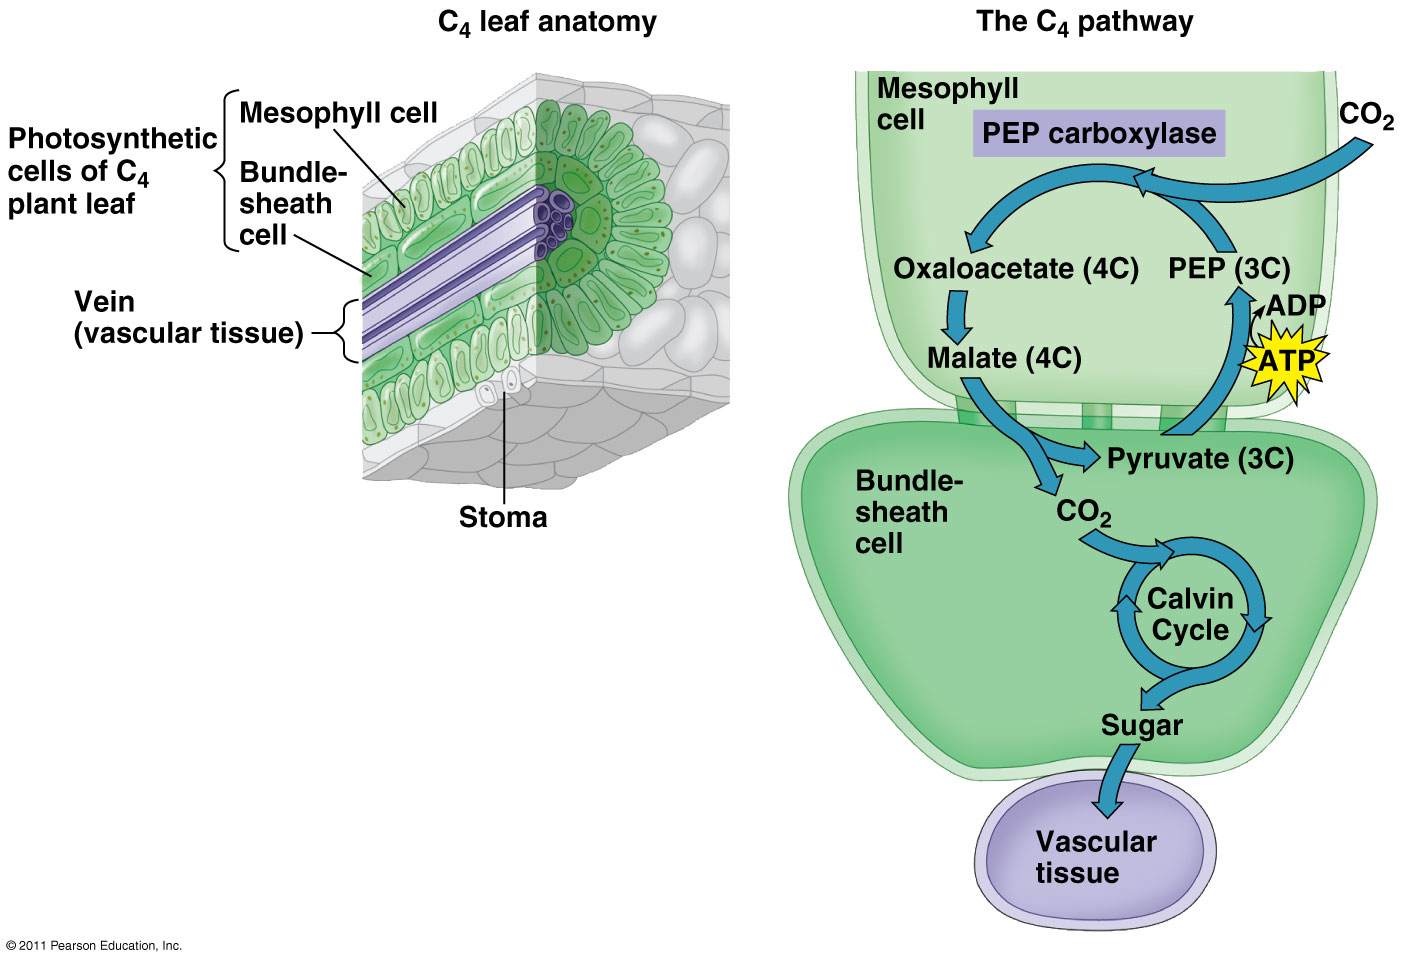 C4 leaf anatomy
Photosynthetic
cells of C4
plant leaf
Mesophyll cell
Bundle-
sheath
cell
Vein
(vascular tissue)
Stoma
The C4 pathway
Mesophyll
cell
PEP carboxylase
CO2
Oxaloacetate (4C)
PEP (3C)
ADP
Malate (4C)
ATP
Pyruvate (3C)
Bundle-
sheath
cell
CO2
Calvin
Cycle
Sugar
Vascular
tissue
© 2011 Pearson Education, Inc.